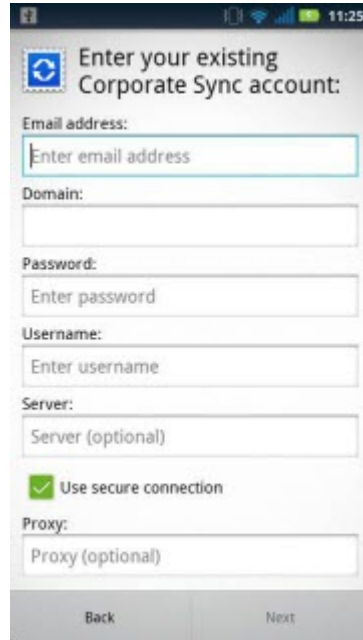 11:25
Enter your existing
Corporate Sync account:
Email address:
Enter email address
Domain:
Password:
Enter password
Username:
Enter username
Server:
Server (optional)
Use secure connection
Proxy:
Proxy (optional)
Back
Next